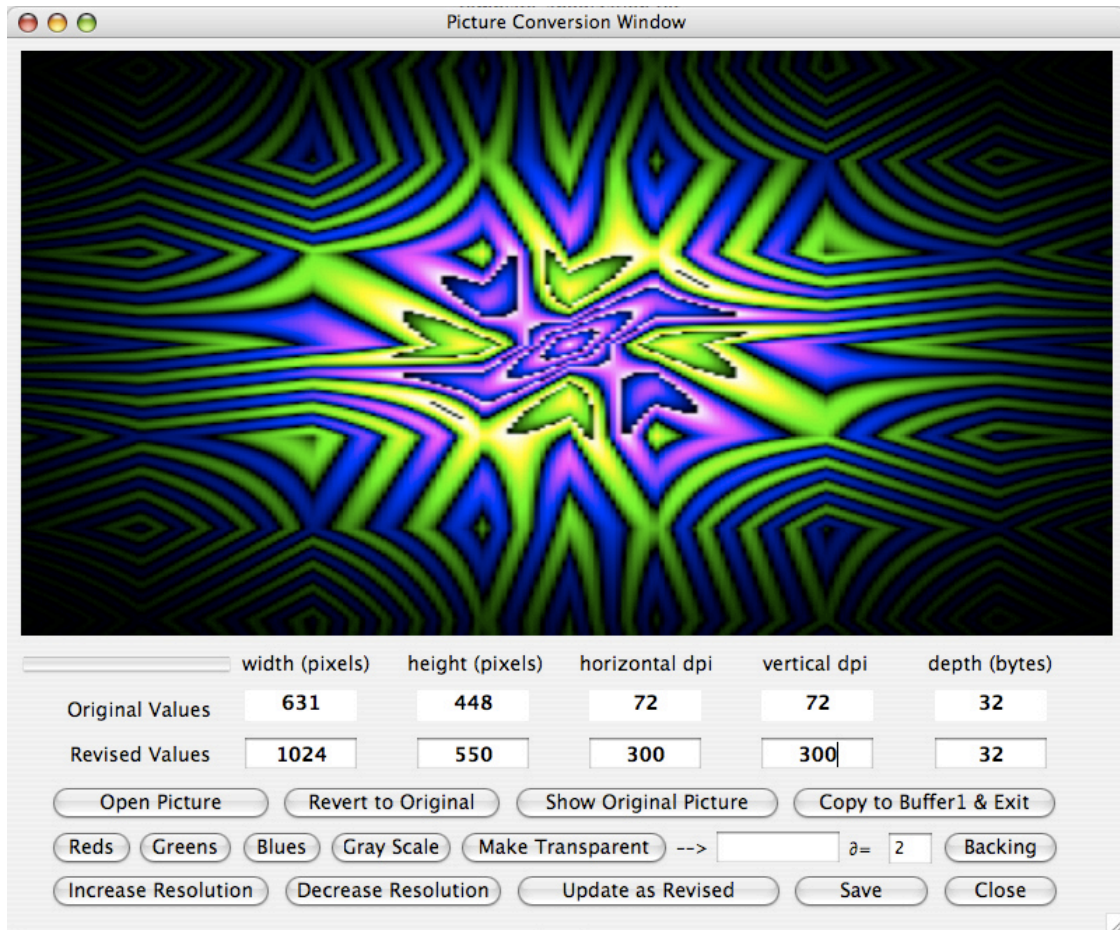 Picture Conversion Window
width (pixels) height (pixels) horizontal dpi vertical dpi depth (bytes)
Original Values 631 448 72 72 32
Revised Values 1024 550 300 300 32
Open Picture Revert to Original Show Original Picture Copy to Buffer1 & Exit
Reds Greens Blues Gray Scale Make Transparent --> ∂= 2 Backing
Increase Resolution Decrease Resolution Update as Revised Save Close